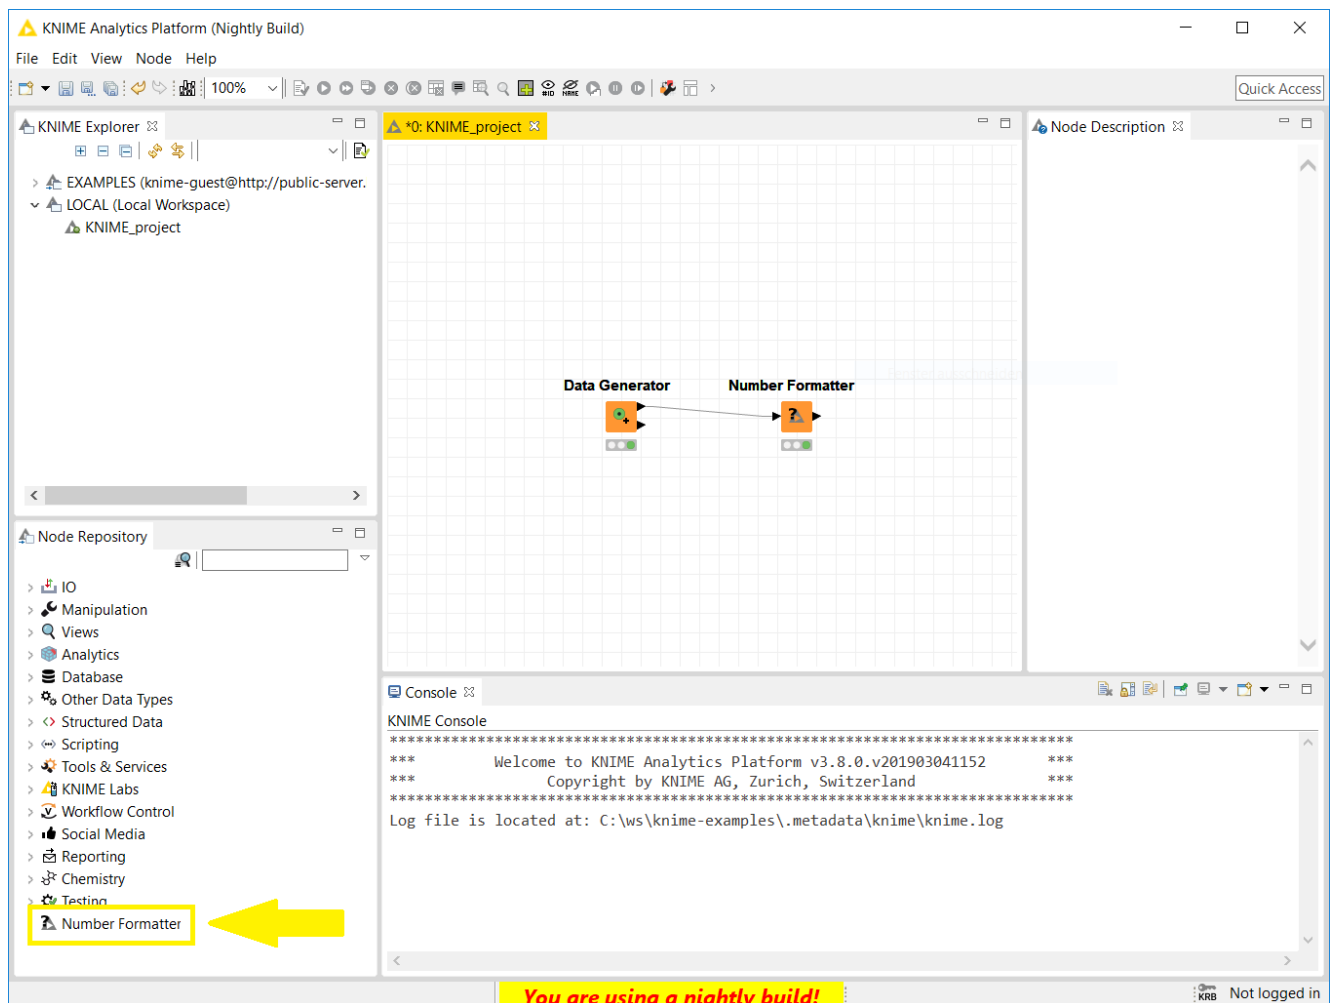 KNIME Analytics Platform (Nightly Build)
File Edit View Node Help
100%
Quick Access
KNIME Explorer
EXAMPLES (knime-guest@http://public-server.
LOCAL (Local Workspace)
KNIME_project
*0: KNIME_project
Data Generator
Number Formatter
Node Description
Node Repository
IO
Manipulation
Views
Analytics
Database
Other Data Types
Structured Data
Scripting
Tools & Services
KNIME Labs
Workflow Control
Social Media
Reporting
Chemistry
Testing
Number Formatter
Console
KNIME Console
******************************************************************************
*** Welcome to KNIME Analytics Platform v3.8.0.v201903041152 ***
*** Copyright by KNIME AG, Zurich, Switzerland ***
******************************************************************************
Log file is located at: C:\ws\knime-examples\.metadata\knime\knime.log
You are using a nightly build!
KRB
Not logged in